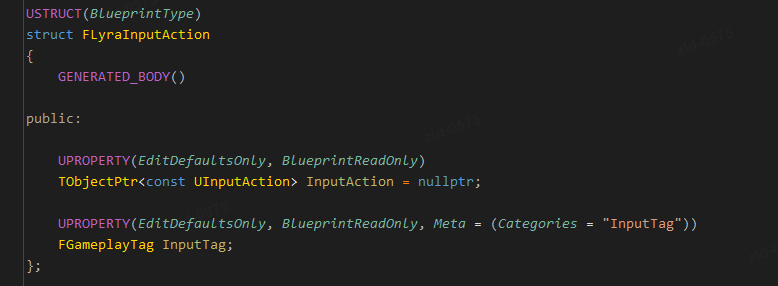 USTRUCT(BlueprintType)
struct FLyraInputAction
{
    GENERATED_BODY()

public:

    UPROPERTY(EditDefaultsOnly, BlueprintReadOnly)
    TObjectPtr<const UInputAction> InputAction = nullptr;

    UPROPERTY(EditDefaultsOnly, BlueprintReadOnly, Meta = (Categories = "InputTag"))
    FGameplayTag InputTag;
};